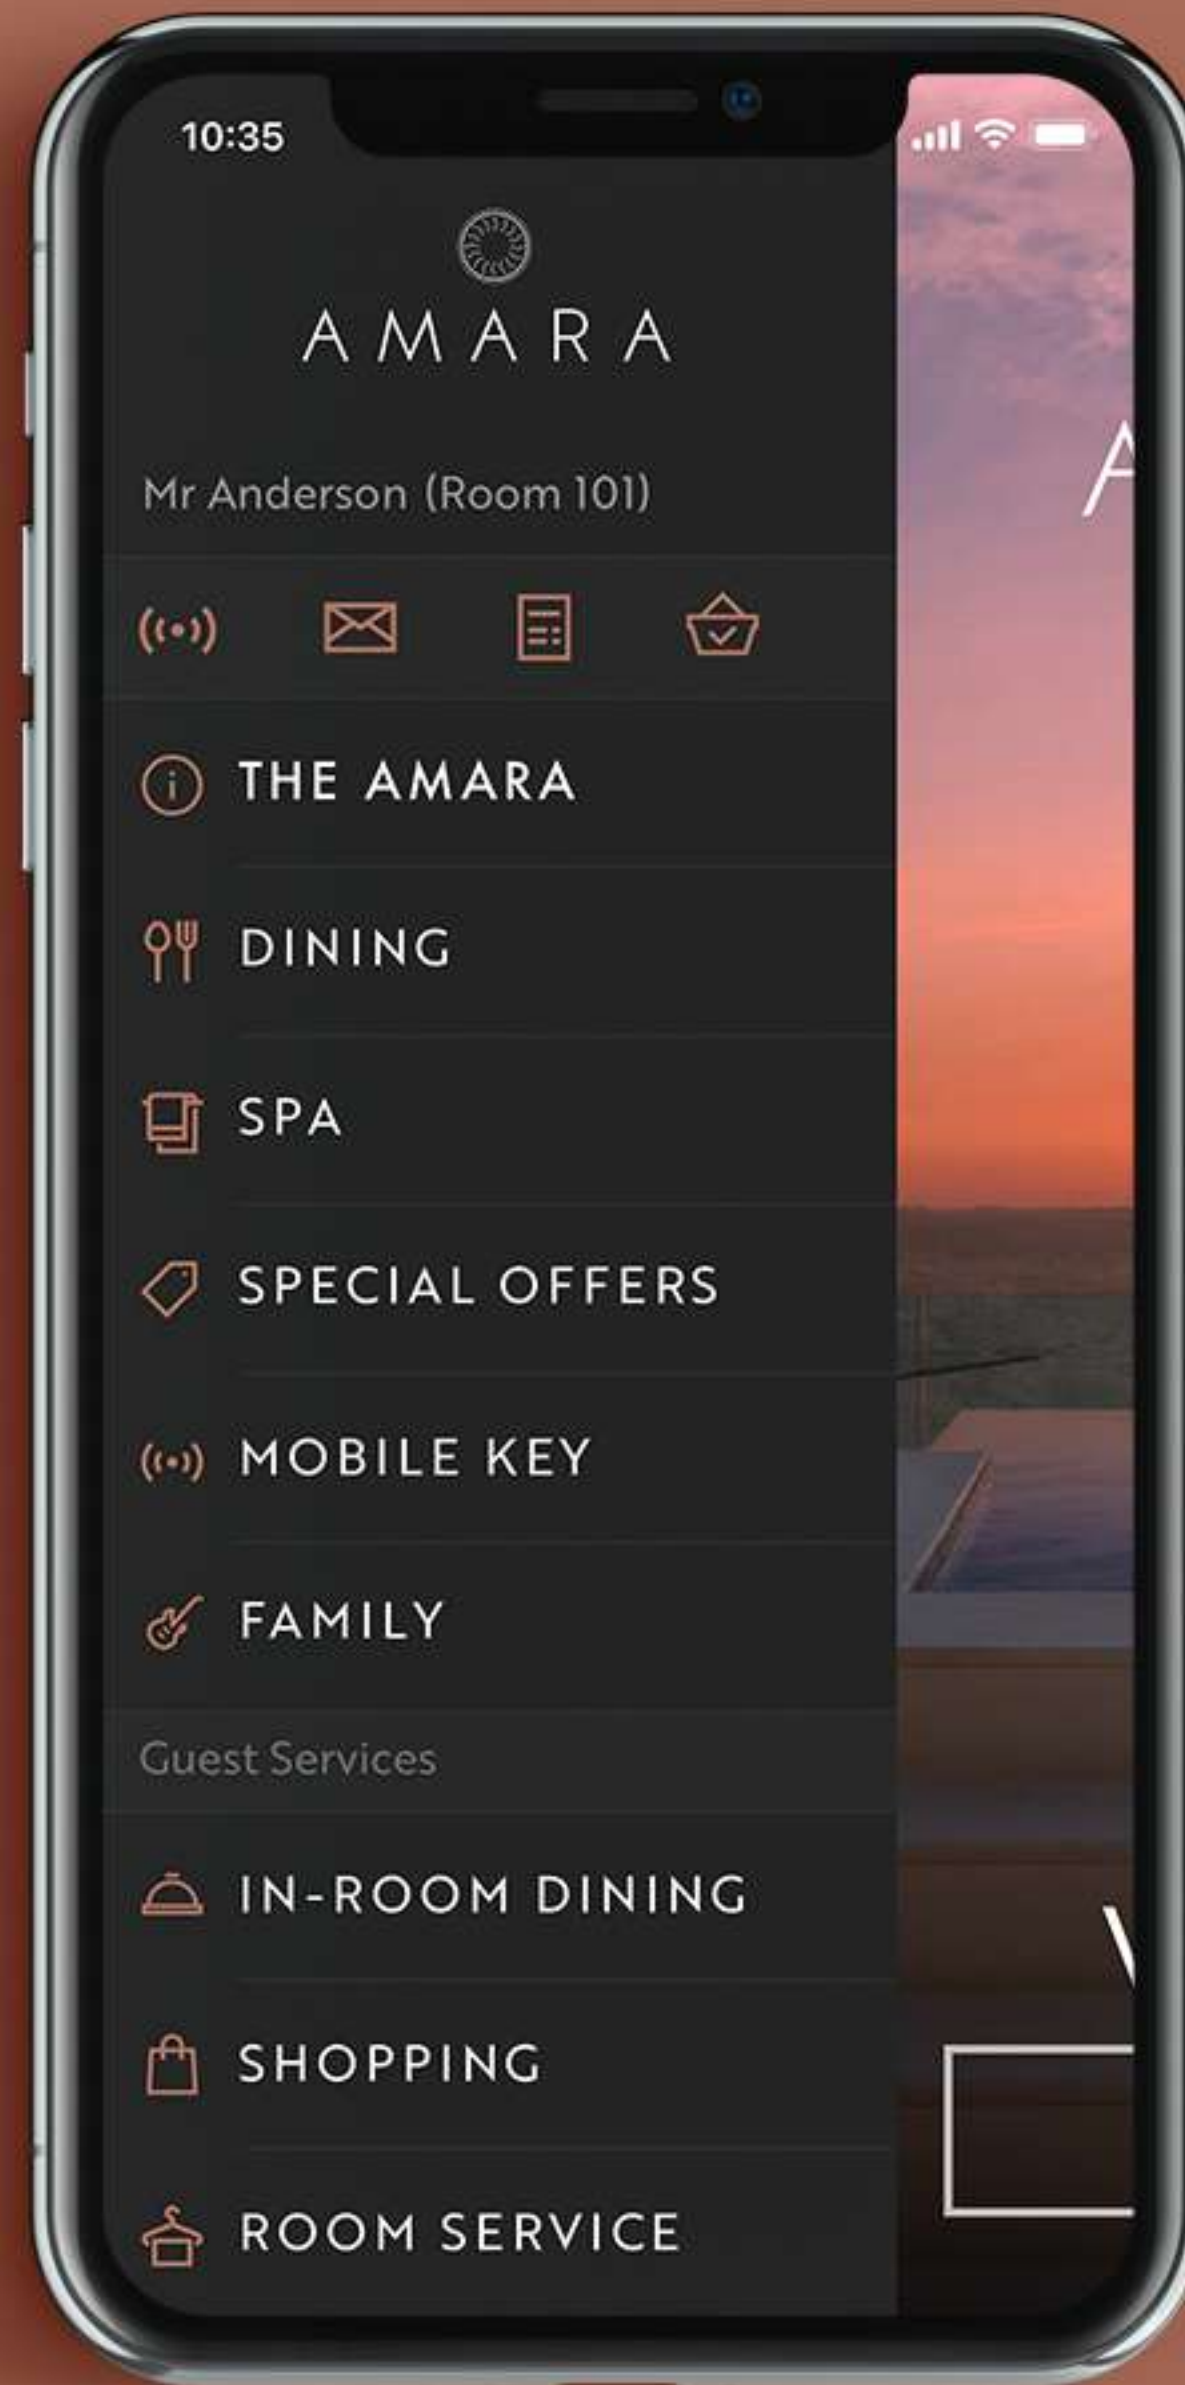 10:35
AMARA
Mr Anderson (Room 101)
THE AMARA
DINING
SPA
SPECIAL OFFERS
MOBILE KEY
FAMILY
Guest Services
IN-ROOM DINING
SHOPPING
ROOM SERVICE